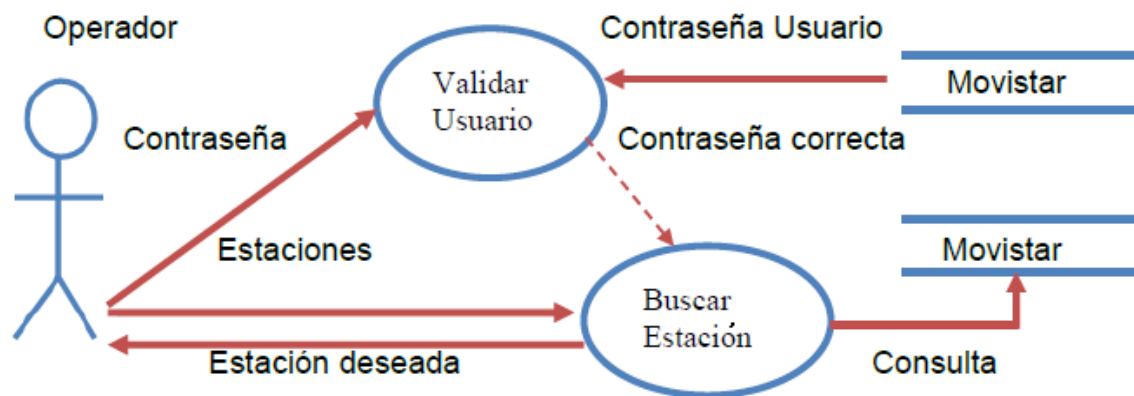 Operador
Contraseña Usuario
Validar
Usuario
Movistar
Contraseña
Contraseña correcta
Estaciones
Movistar
Buscar
Estación
Estación deseada
Consulta